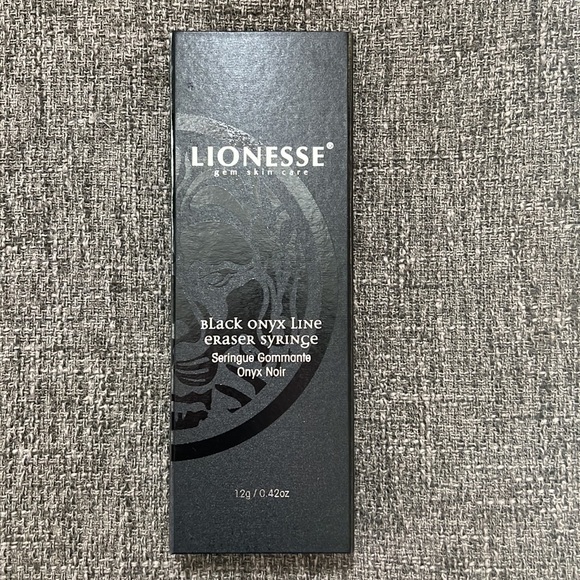 LIONESSE®
gem skin care
Black Onyx Line
Eraser Syringe
Seringue Gommante
Onyx Noir
12g / 0.42oz